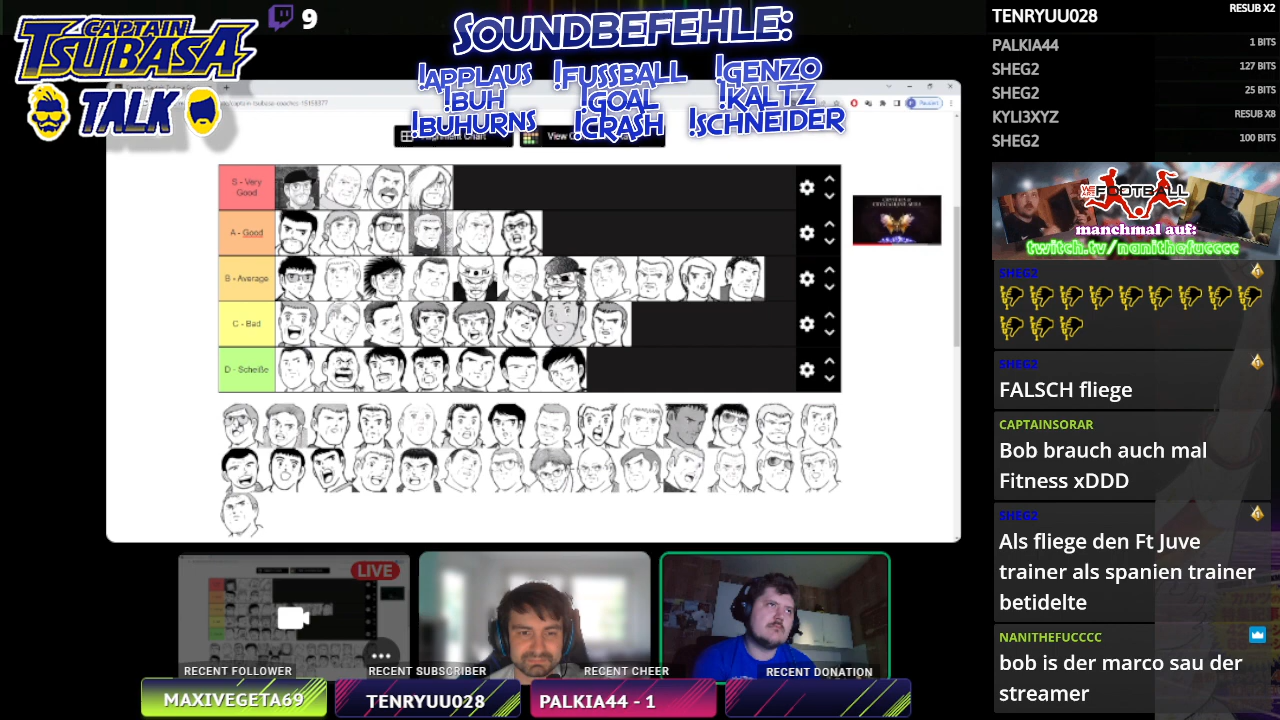 CAPTAIN
TSUBASA
TALK
9
SOUNDBEFEHLE:
!APPLAUS !FUSSBALL !GENZO
!BUH !GOAL !KALTZ
!BUHURNS !CRASH !SCHNEIDER
S - Very
Good
A - Good
B - Average
C - Bad
D - Scheiße
LIVE
RECENT FOLLOWER
RECENT SUBSCRIBER
RECENT CHEER
RECENT DONATION
MAXIVEGETA69
TENRYUU028
PALKIA44 - 1
TENRYUU028 RESUB X2
PALKIA44 1 BITS
SHEG2 127 BITS
SHEG2 25 BITS
KYLI3XYZ RESUB X8
SHEG2 100 BITS
WE ARE
FOOTBALL
manchmal auf:
twitch.tv/nanithefucccc
SHEG2
SHEG2
FALSCH fliege
CAPTAINSORAR
Bob brauch auch mal
Fitness xDDD
SHEG2
Als fliege den Ft Juve
trainer als spanien trainer
betidelte
NANITHEFUCCCC
bob is der marco sau der
streamer